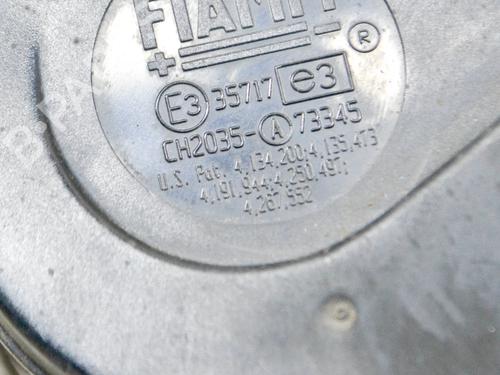 FIAMM
+ - ®
E3 35717 e3
CH2035-A 73345
U.S. Pat. 4,134,200; 4,135,473
4,191,944; 4,250,497;
4,267,552